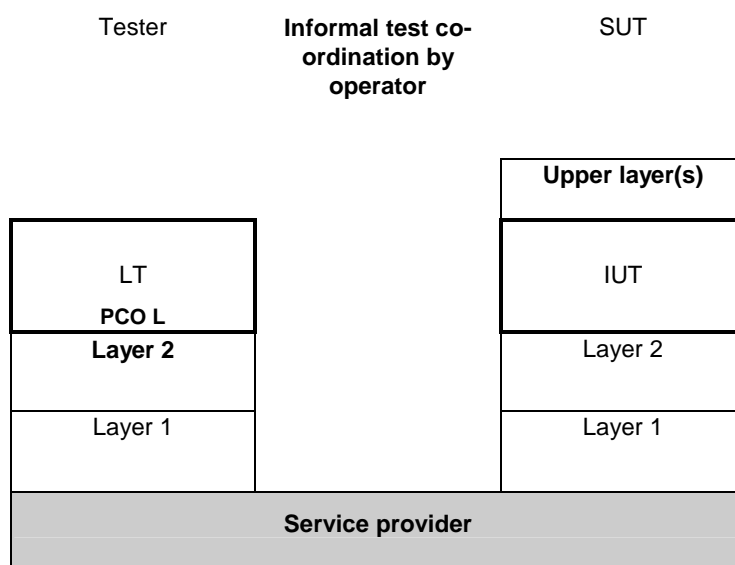 Tester
Informal test co-
ordination by
operator
SUT
Upper layer(s)
LT
PCO L
IUT
Layer 2
Layer 2
Layer 1
Layer 1
Service provider